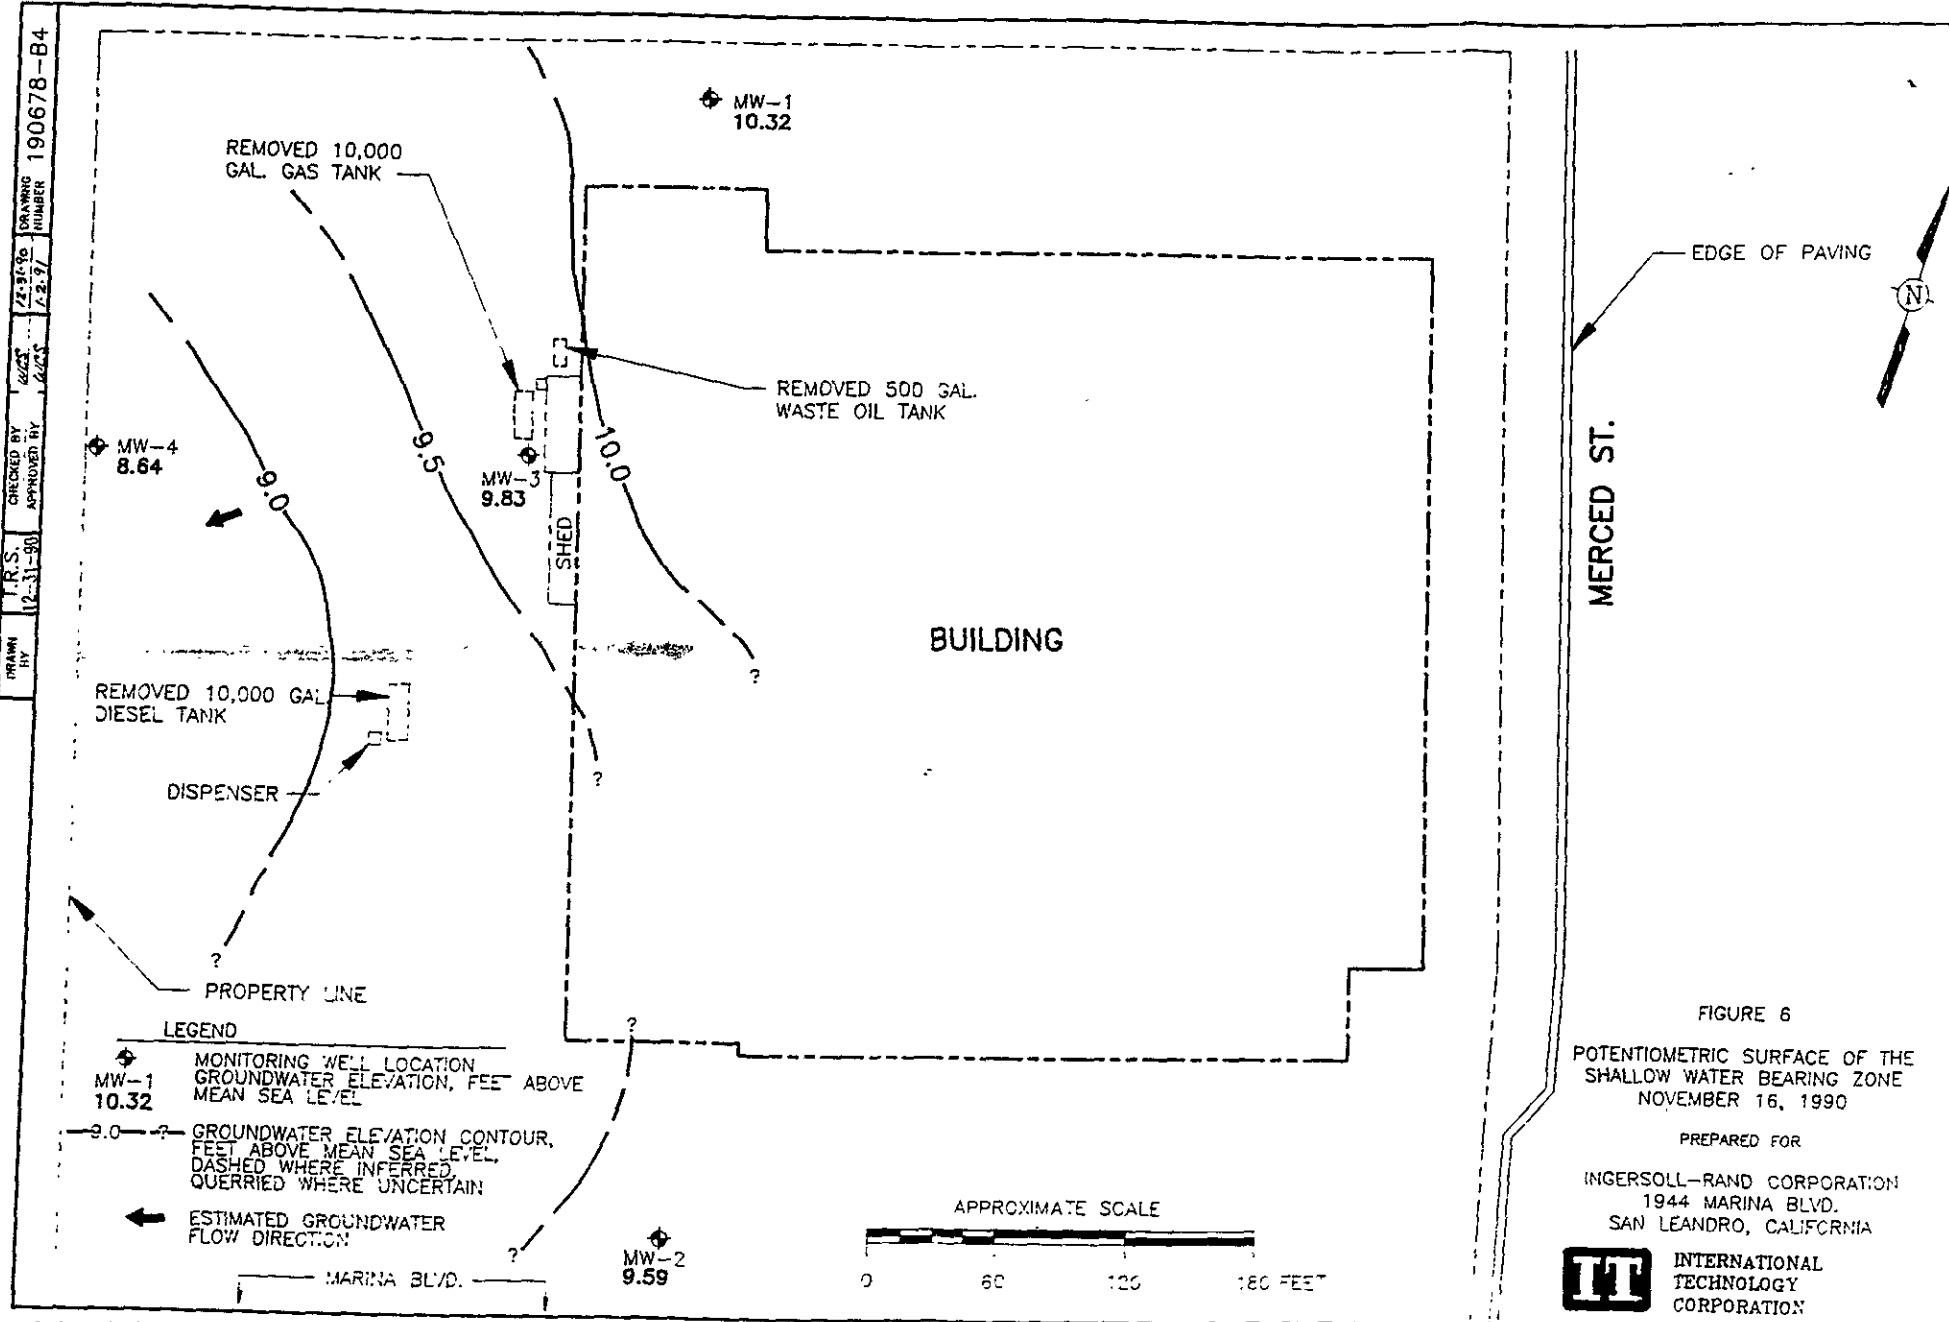 DRAWING NUMBER 190678-B4
12-31-90
1-2-91
CHECKED BY
APPROVED BY
T.R.S.
12-31-90
DRAWN BY
MW-1
10.32
REMOVED 10,000
GAL. GAS TANK
EDGE OF PAVING
N
REMOVED 500 GAL.
WASTE OIL TANK
MW-4
8.64
9.0
9.5
MW-3
9.83
10.0
SHED
MERCED ST.
BUILDING
?
REMOVED 10,000 GAL.
DIESEL TANK
?
DISPENSER
?
PROPERTY LINE
LEGEND
MW-1
10.32
MONITORING WELL LOCATION
GROUNDWATER ELEVATION, FEET ABOVE
MEAN SEA LEVEL
9.0 ?
GROUNDWATER ELEVATION CONTOUR,
FEET ABOVE MEAN SEA LEVEL,
DASHED WHERE INFERRED,
QUERRIED WHERE UNCERTAIN
ESTIMATED GROUNDWATER
FLOW DIRECTION
?
?
MW-2
9.59
MARINA BLVD.
APPROXIMATE SCALE
0 60 120 180 FEET
FIGURE 6
POTENTIOMETRIC SURFACE OF THE
SHALLOW WATER BEARING ZONE
NOVEMBER 16, 1990
PREPARED FOR
INGERSOLL-RAND CORPORATION
1944 MARINA BLVD.
SAN LEANDRO, CALIFORNIA
IT
INTERNATIONAL
TECHNOLOGY
CORPORATION